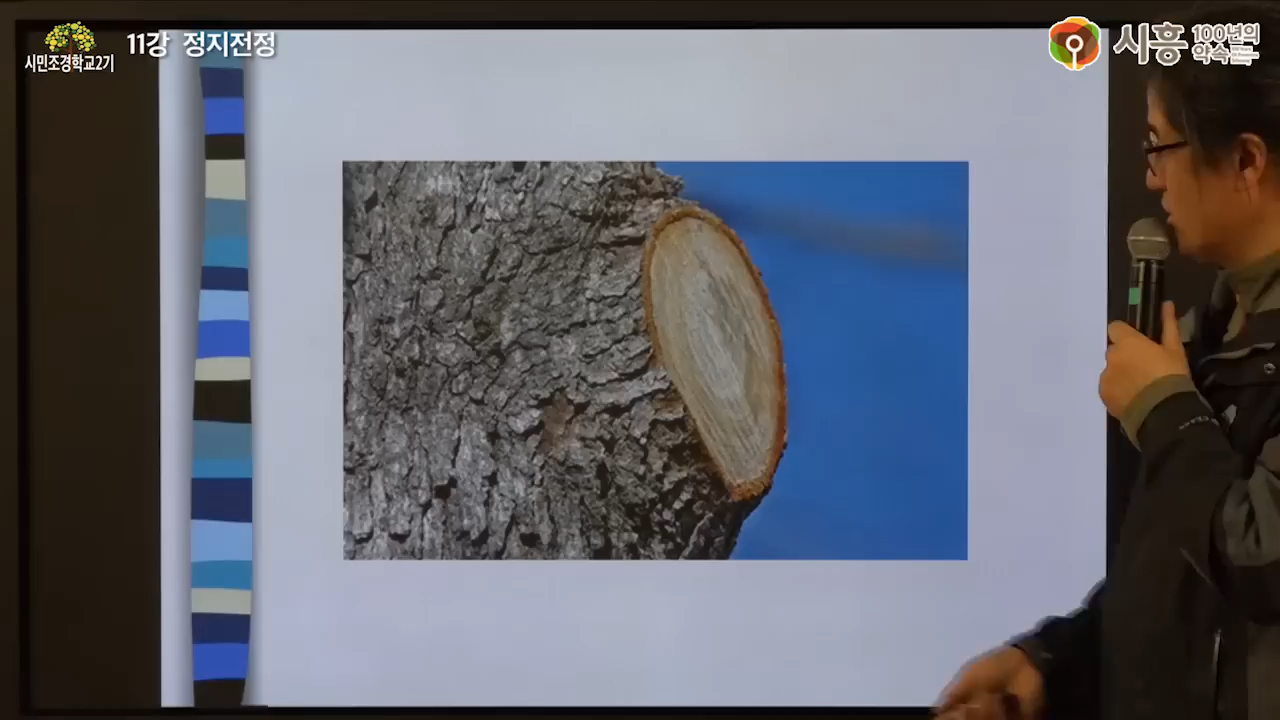 시민조경학교2기
11강 정지전정
시흥
100년의
약속